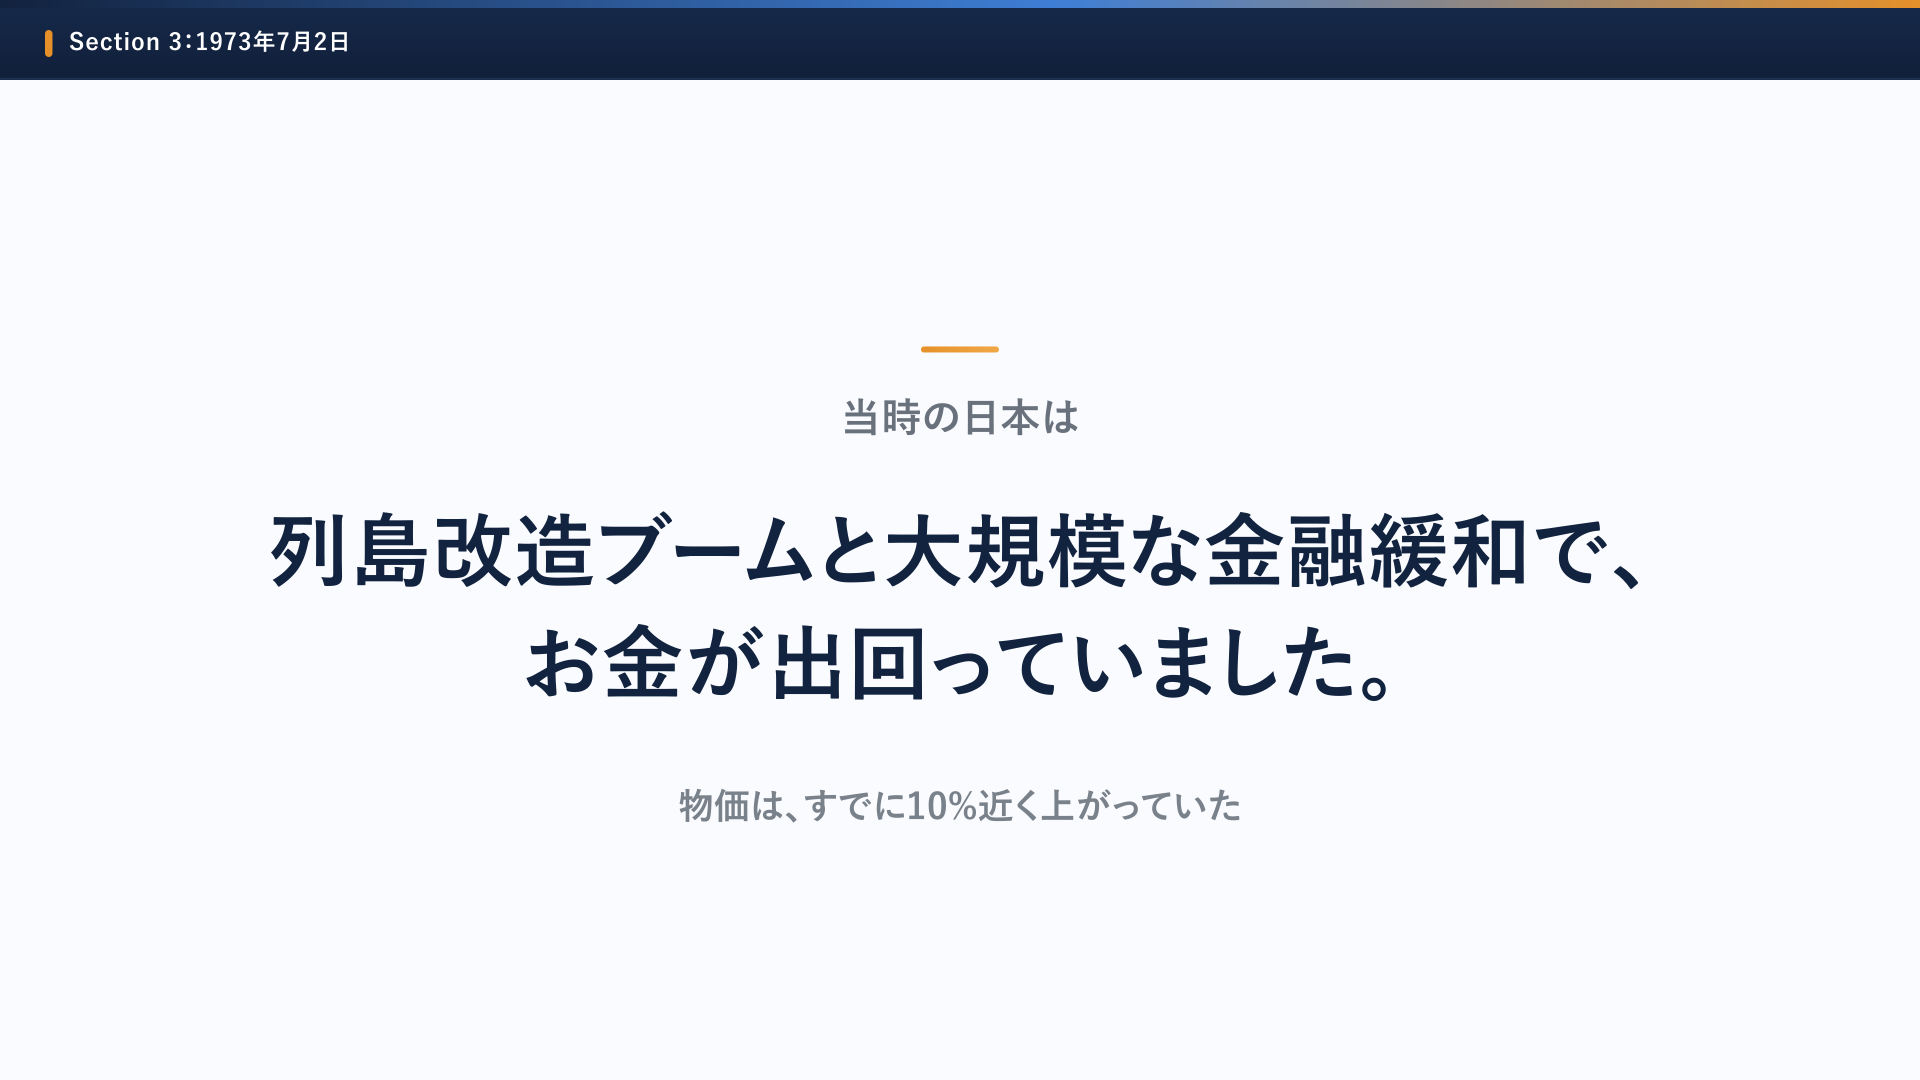 Section 3：1973年7月2日
当時の日本は
列島改造ブームと大規模な金融緩和で、
お金が出回っていました。
物価は、すでに10%近く上がっていた